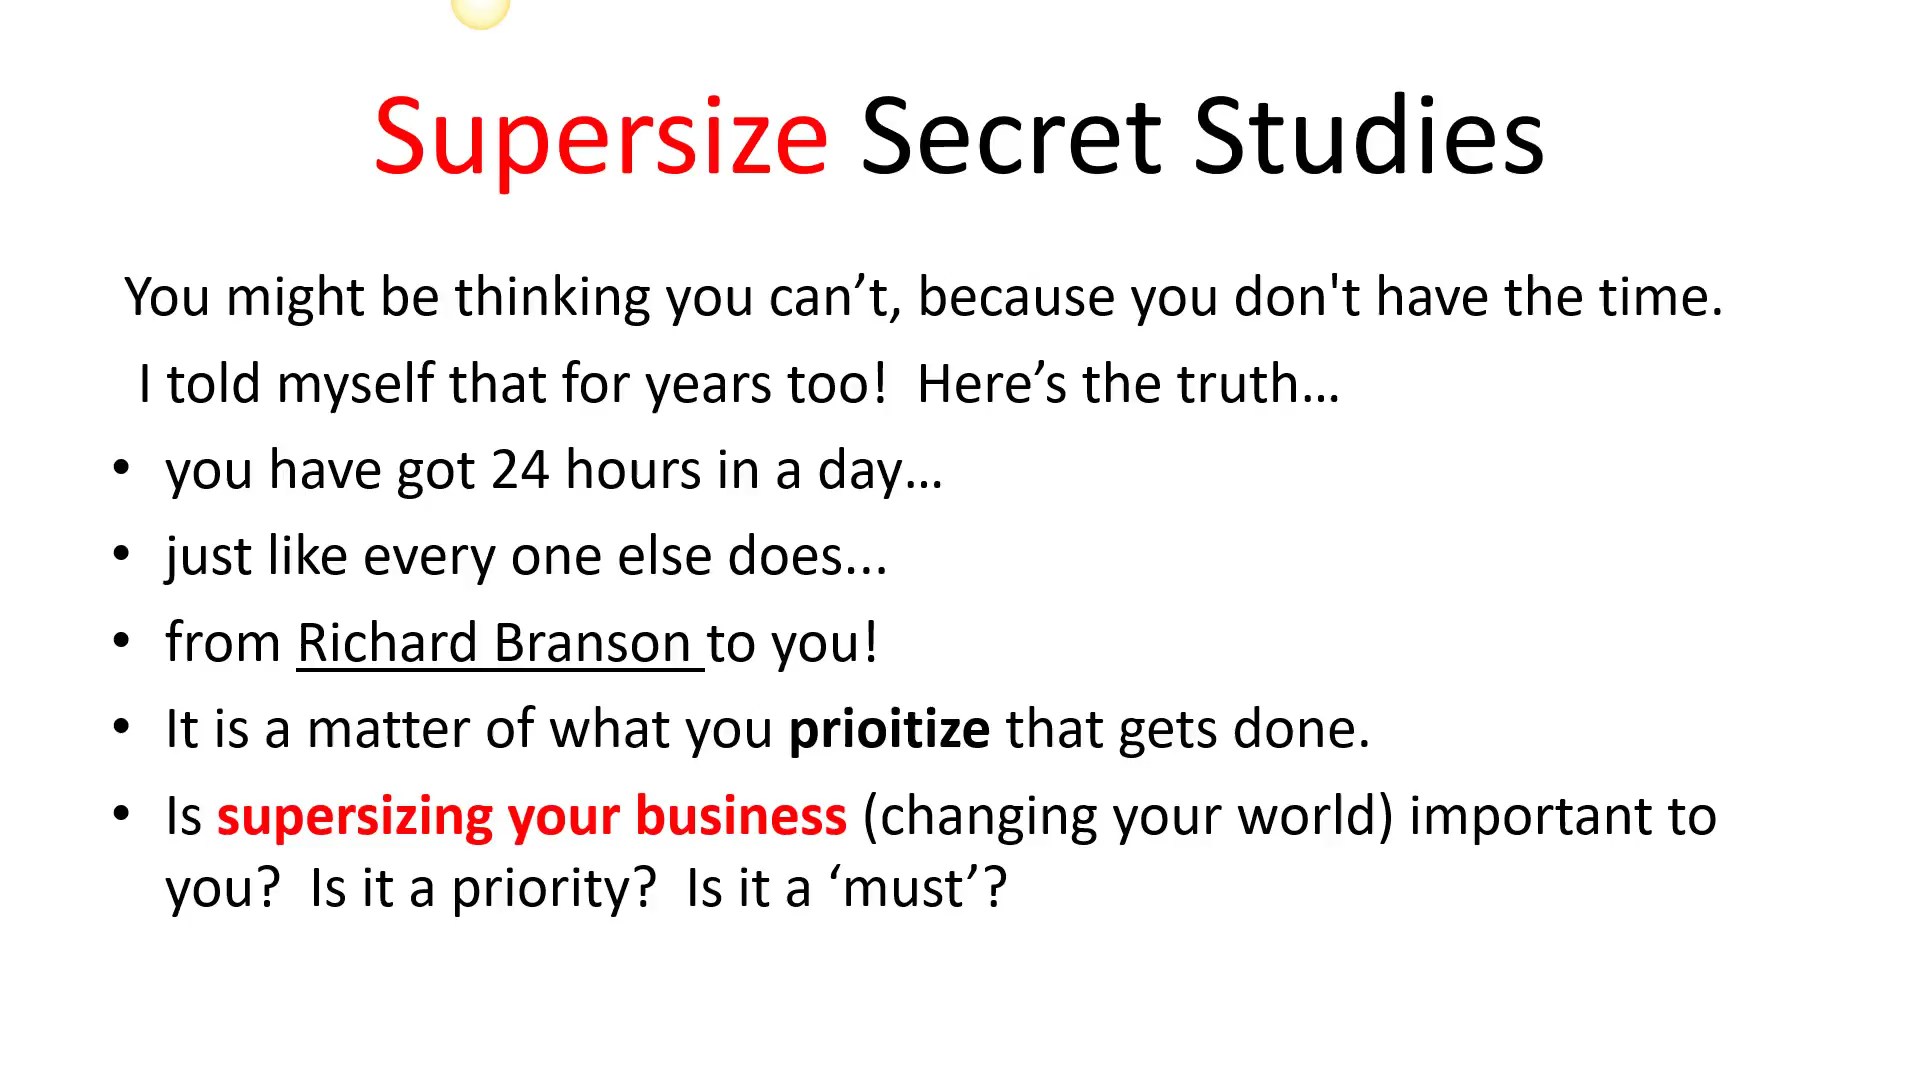 Supersize Secret Studies
You might be thinking you can’t, because you don't have the time.
I told myself that for years too!  Here’s the truth…
• you have got 24 hours in a day…
• just like every one else does...
• from Richard Branson to you!
• It is a matter of what you prioitize that gets done.
• Is supersizing your business (changing your world) important to
you?  Is it a priority?  Is it a ‘must’?